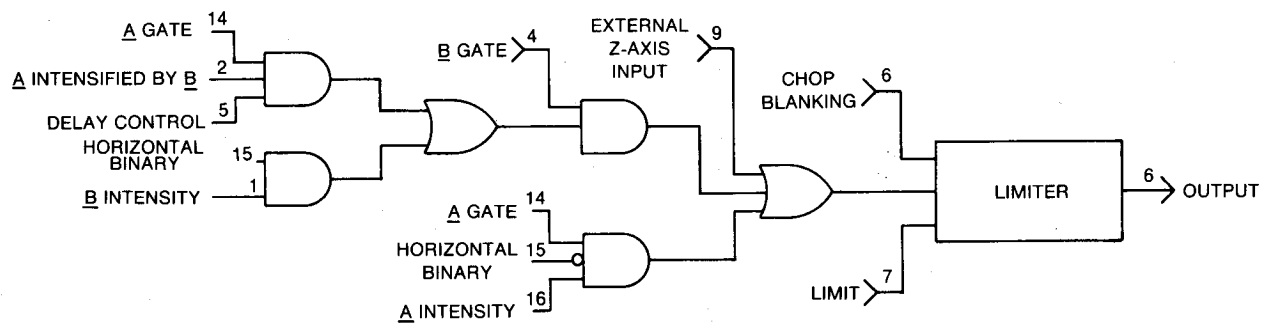 A GATE 14
A INTENSIFIED BY B 2
DELAY CONTROL 5
HORIZONTAL
BINARY 15
B INTENSITY 1
B GATE 4
EXTERNAL
Z-AXIS
INPUT 9
CHOP
BLANKING 6
LIMITER
6 OUTPUT
LIMIT 7
A GATE 14
HORIZONTAL
BINARY 15
A INTENSITY 16